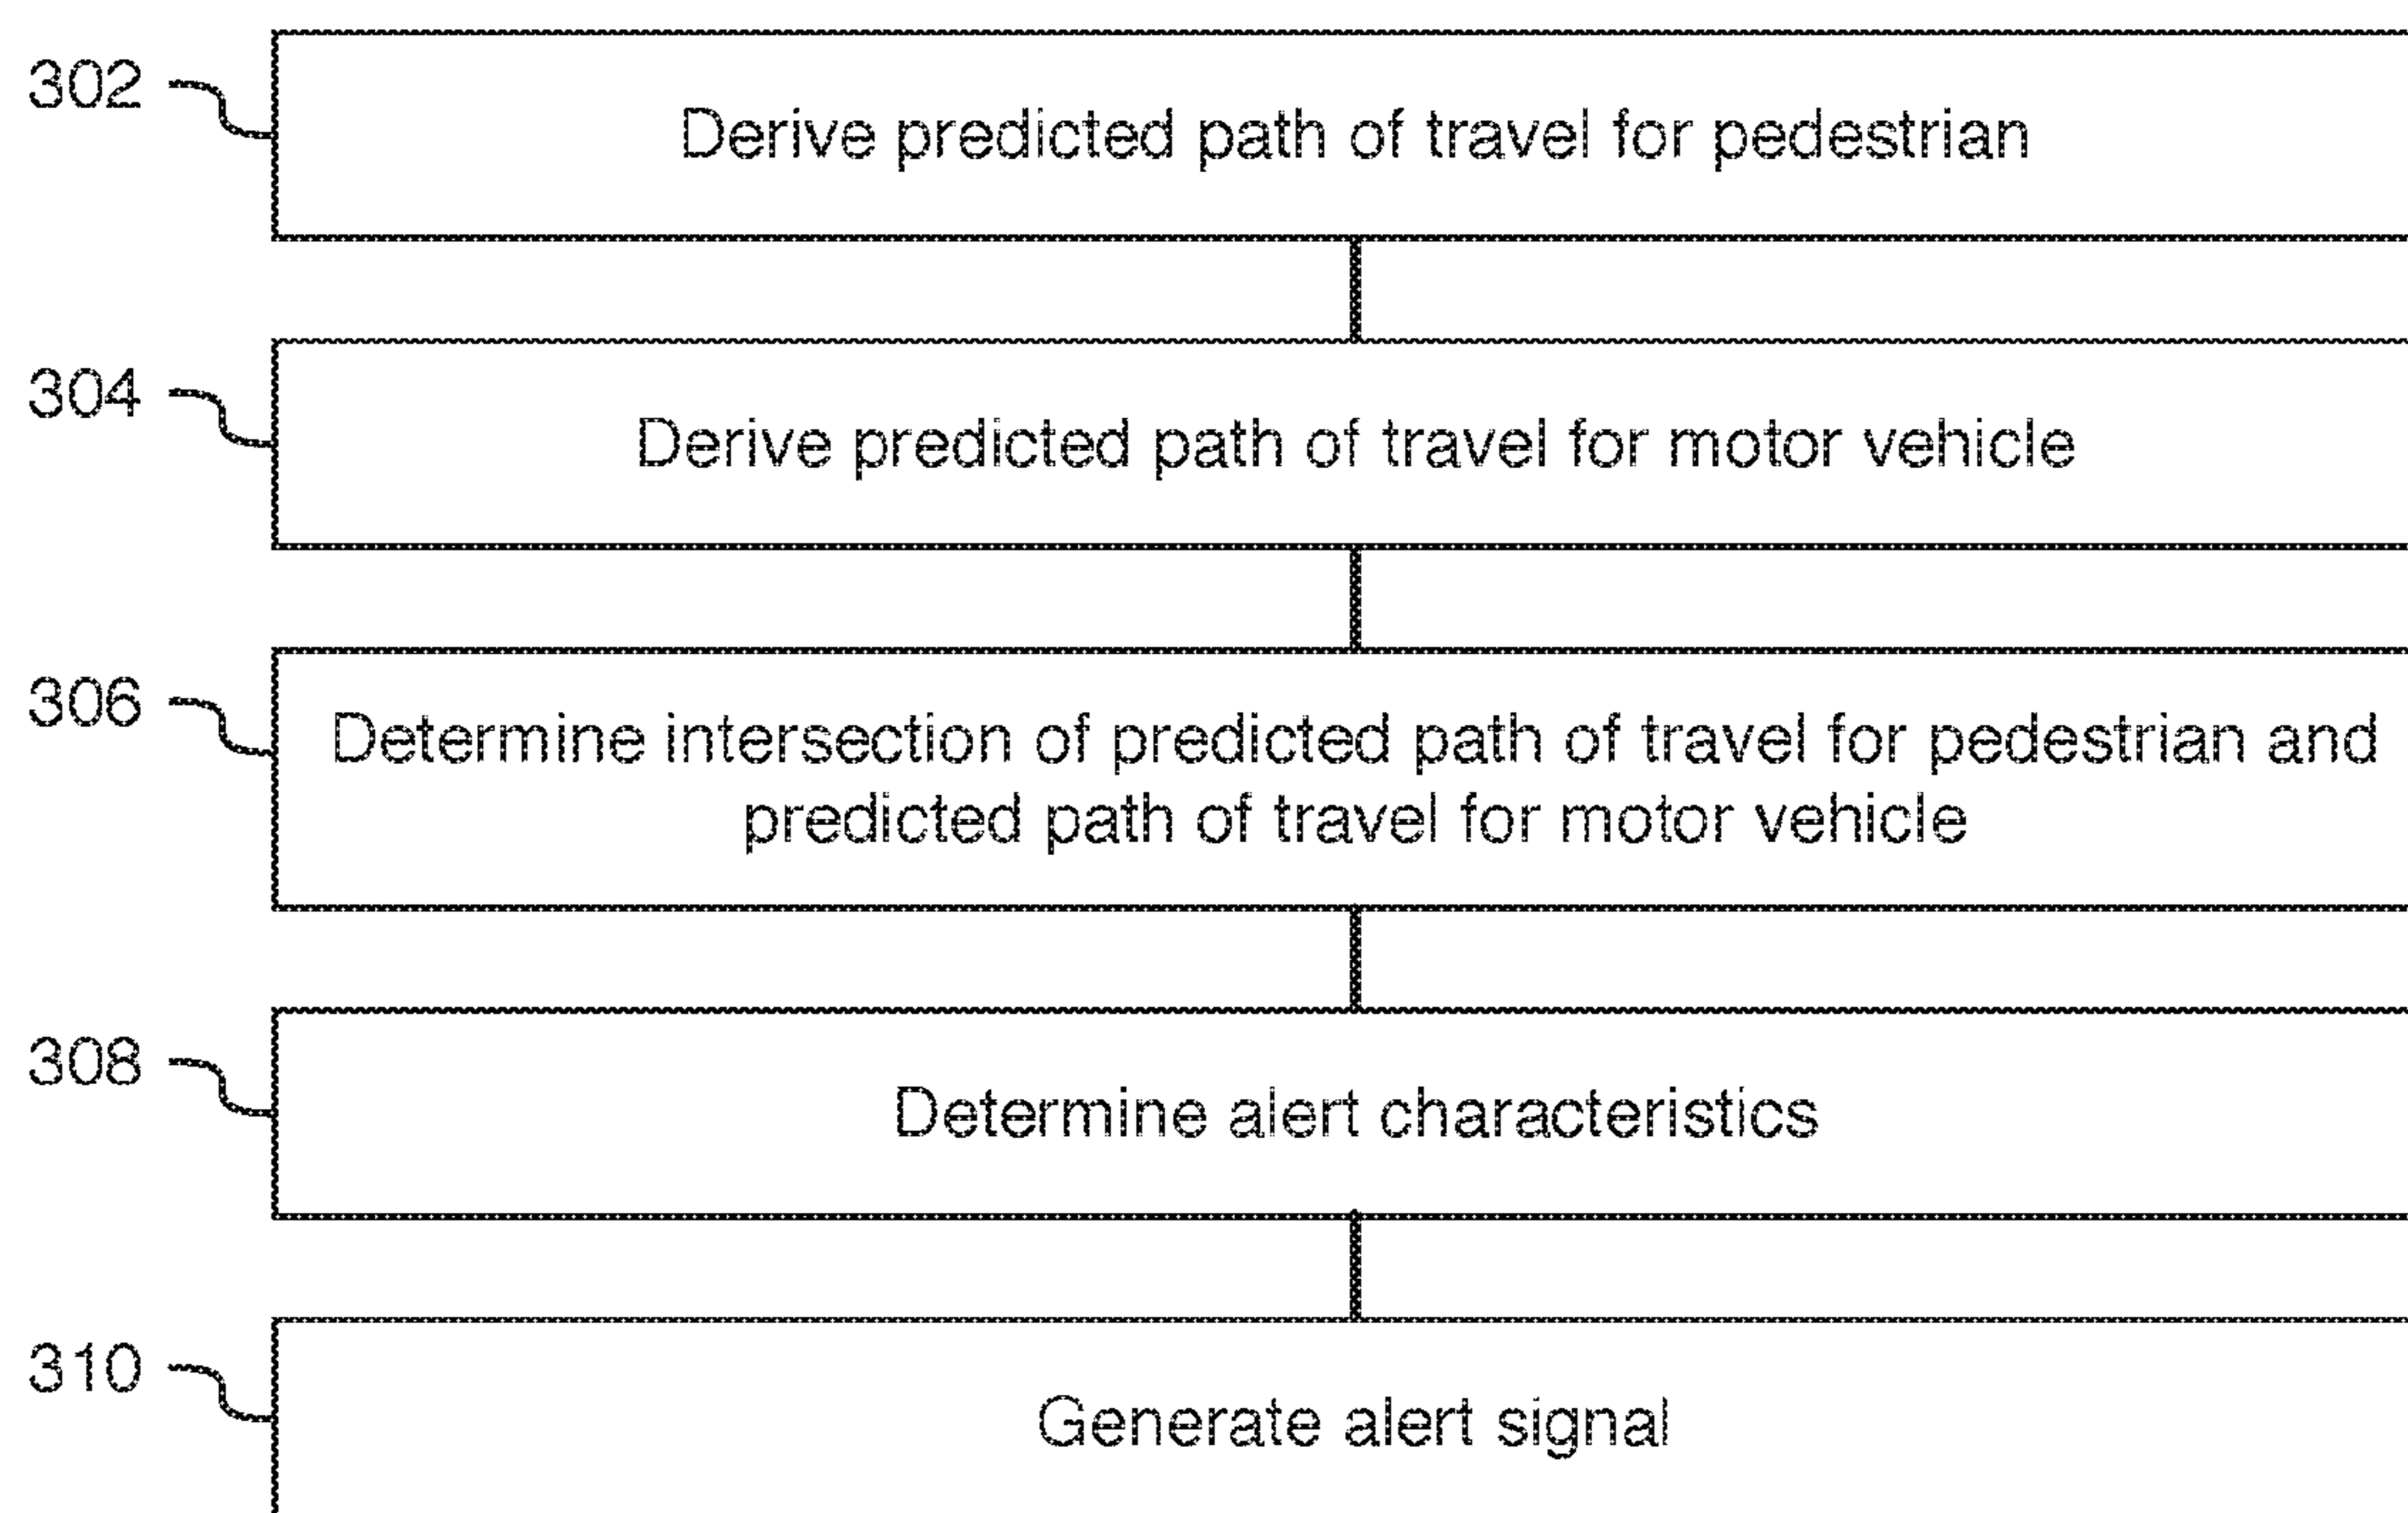 302
Derive predicted path of travel for pedestrian
304
Derive predicted path of travel for motor vehicle
306
Determine intersection of predicted path of travel for pedestrian and
predicted path of travel for motor vehicle
308
Determine alert characteristics
310
Generate alert signal